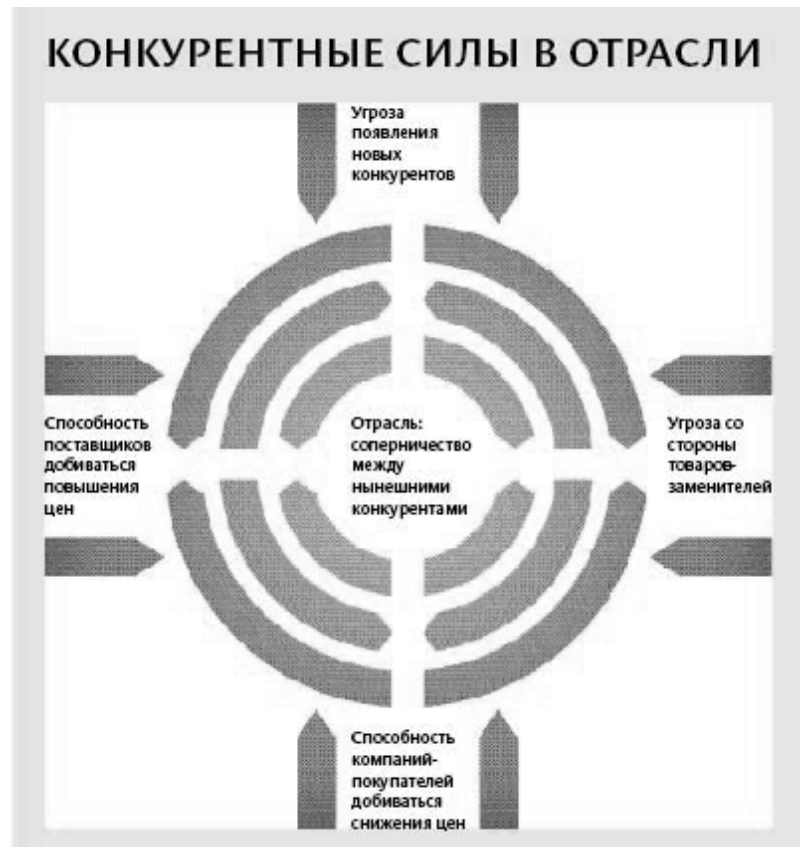 КОНКУРЕНТНЫЕ СИЛЫ В ОТРАСЛИ
Угроза
появления
новых
конкурентов
Способность
поставщиков
добиваться
повышения
цен
Отрасль:
соперничество
между
нынешними
конкурентами
Угроза со
стороны
товаров-
заменителей
Способность
компаний-
покупателей
добиваться
снижения цен